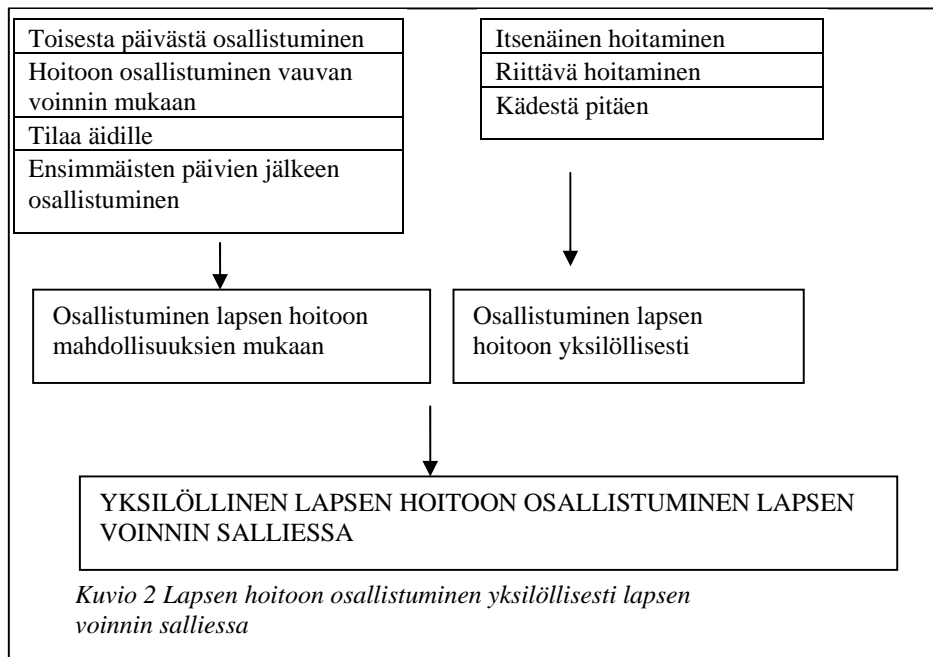 Toisesta päivästä osallistuminen
Hoitoon osallistuminen vauvan
voinnin mukaan
Tilaa äidille
Ensimmäisten päivien jälkeen
osallistuminen
Itsenäinen hoitaminen
Riittävä hoitaminen
Kädestä pitäen
Osallistuminen lapsen hoitoon
mahdollisuuksien mukaan
Osallistuminen lapsen
hoitoon yksilöllisesti
YKSILÖLLINEN LAPSEN HOITOON OSALLISTUMINEN LAPSEN
VOINNIN SALLIESSA
Kuvio 2 Lapsen hoitoon osallistuminen yksilöllisesti lapsen
voinnin salliessa